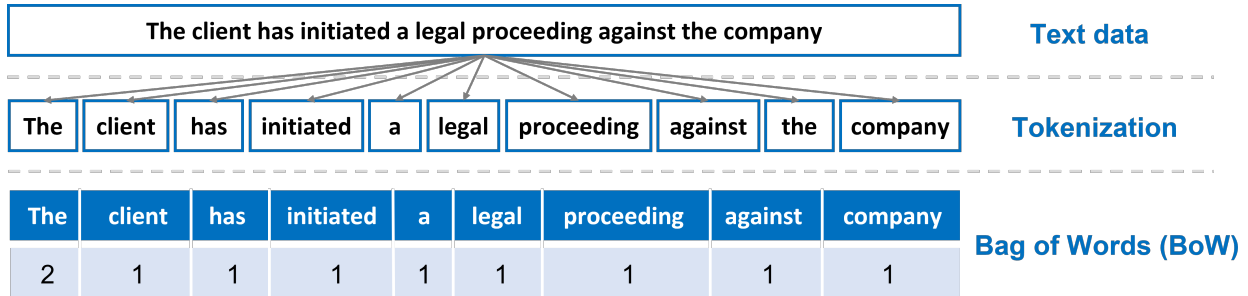 The client has initiated a legal proceeding against the company
Text data
The client has initiated a legal proceeding against the company
Tokenization
The client has initiated a legal proceeding against company
2 1 1 1 1 1 1 1 1
Bag of Words (BoW)